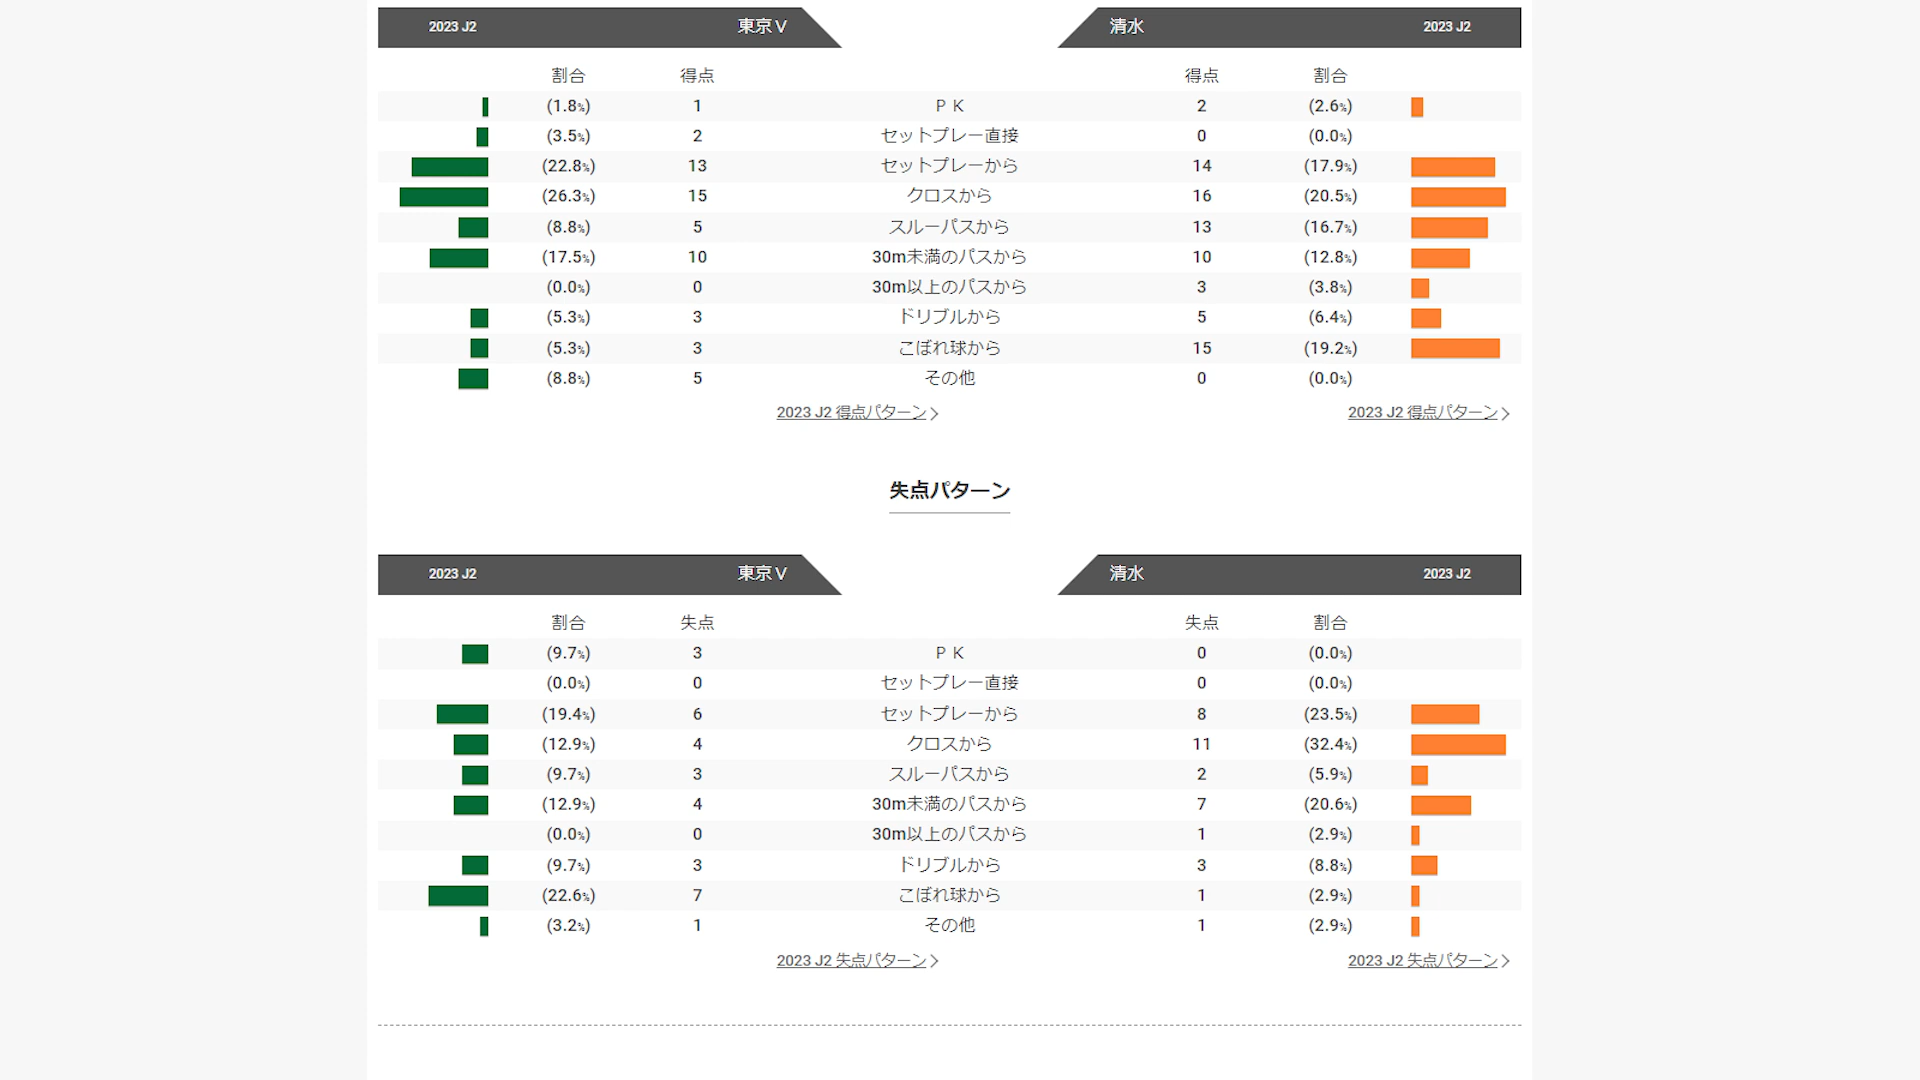 2023 J2 東京Ｖ 清水 2023 J2
割合 得点 得点 割合
(1.8%) 1 ＰＫ 2 (2.6%)
(3.5%) 2 セットプレー直接 0 (0.0%)
(22.8%) 13 セットプレーから 14 (17.9%)
(26.3%) 15 クロスから 16 (20.5%)
(8.8%) 5 スルーパスから 13 (16.7%)
(17.5%) 10 30m未満のパスから 10 (12.8%)
(0.0%) 0 30m以上のパスから 3 (3.8%)
(5.3%) 3 ドリブルから 5 (6.4%)
(5.3%) 3 こぼれ球から 15 (19.2%)
(8.8%) 5 その他 0 (0.0%)
2023 J2 得点パターン 2023 J2 得点パターン
失点パターン
2023 J2 東京Ｖ 清水 2023 J2
割合 失点 失点 割合
(9.7%) 3 ＰＫ 0 (0.0%)
(0.0%) 0 セットプレー直接 0 (0.0%)
(19.4%) 6 セットプレーから 8 (23.5%)
(12.9%) 4 クロスから 11 (32.4%)
(9.7%) 3 スルーパスから 2 (5.9%)
(12.9%) 4 30m未満のパスから 7 (20.6%)
(0.0%) 0 30m以上のパスから 1 (2.9%)
(9.7%) 3 ドリブルから 3 (8.8%)
(22.6%) 7 こぼれ球から 1 (2.9%)
(3.2%) 1 その他 1 (2.9%)
2023 J2 失点パターン 2023 J2 失点パターン